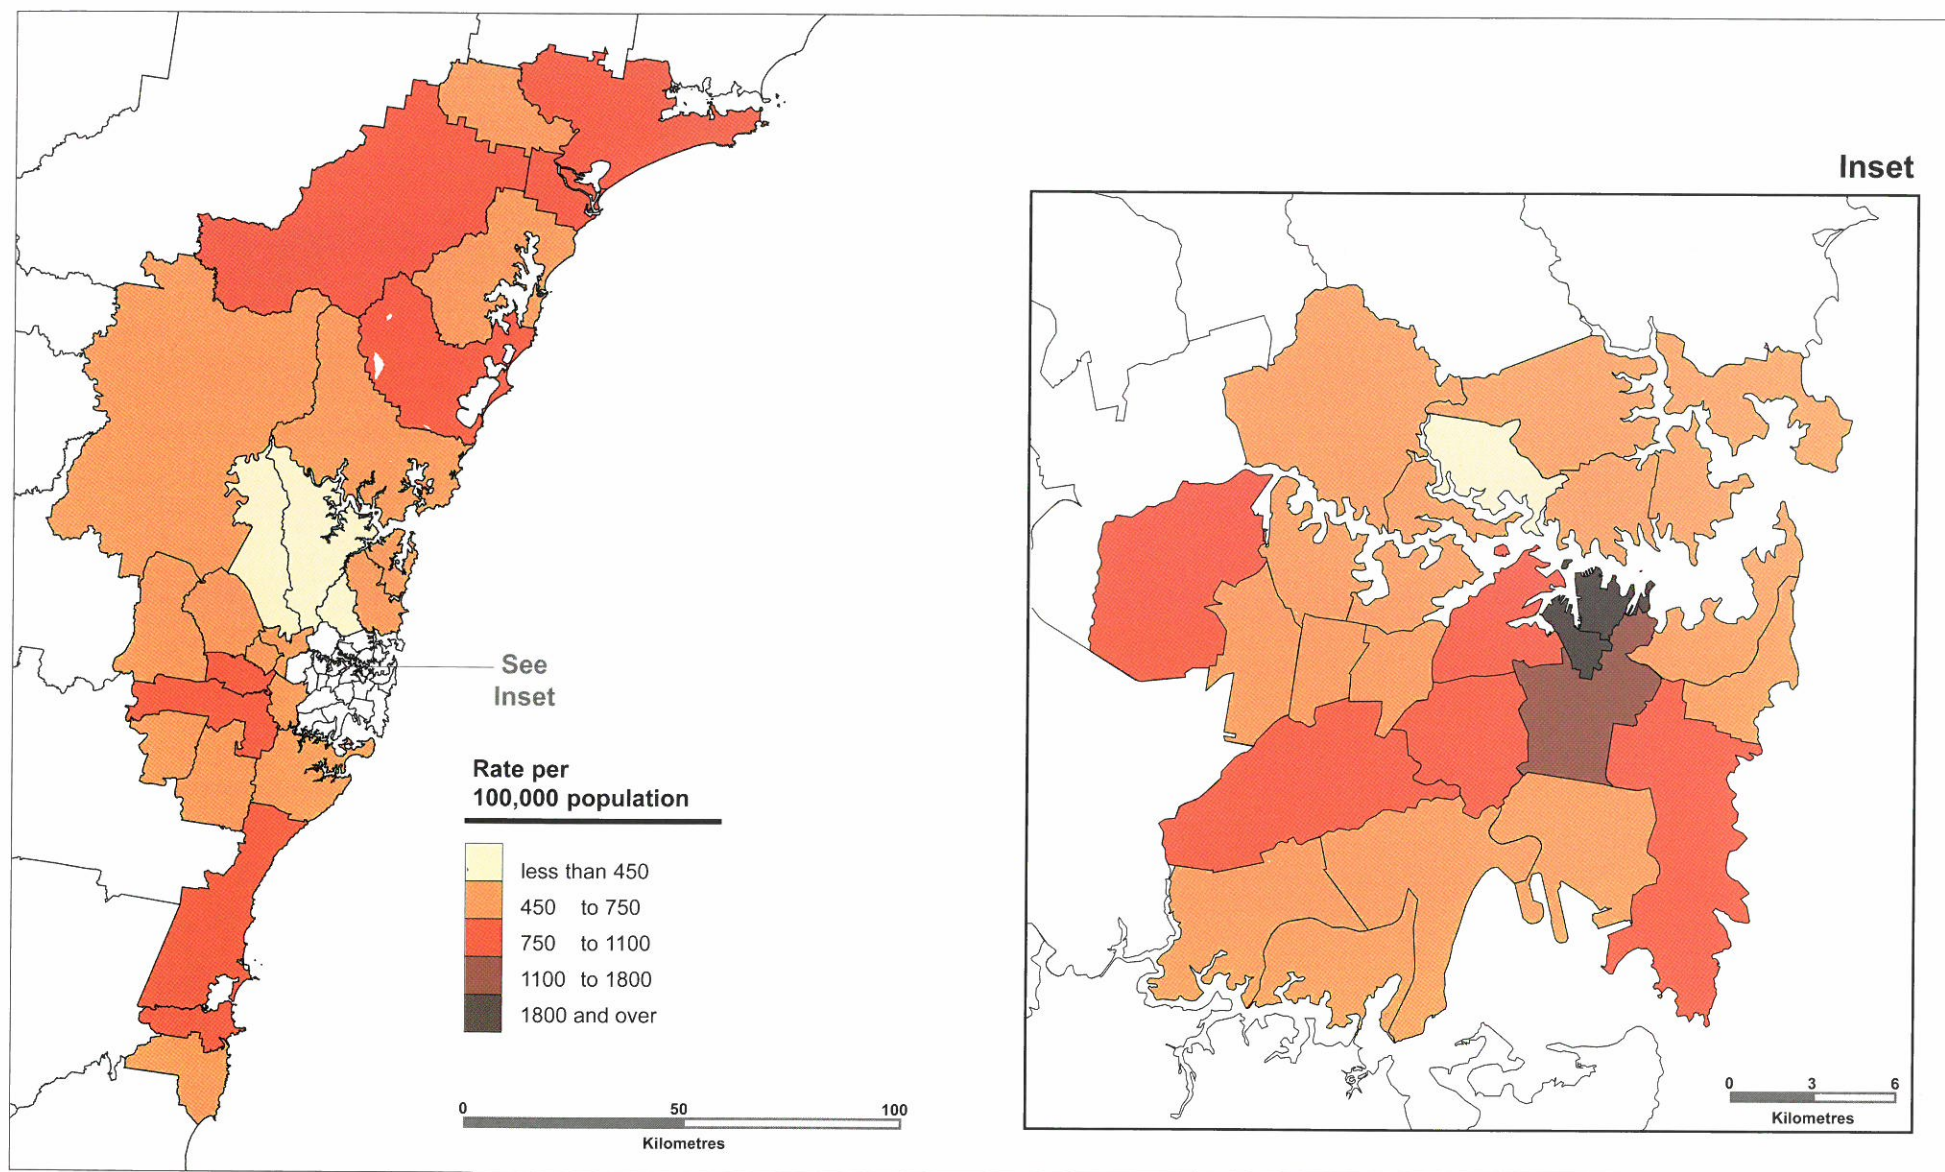 Inset
See
Inset
Rate per
100,000 population
less than 450
450 to 750
750 to 1100
1100 to 1800
1800 and over
0 50 100
Kilometres
0 3 6
Kilometres